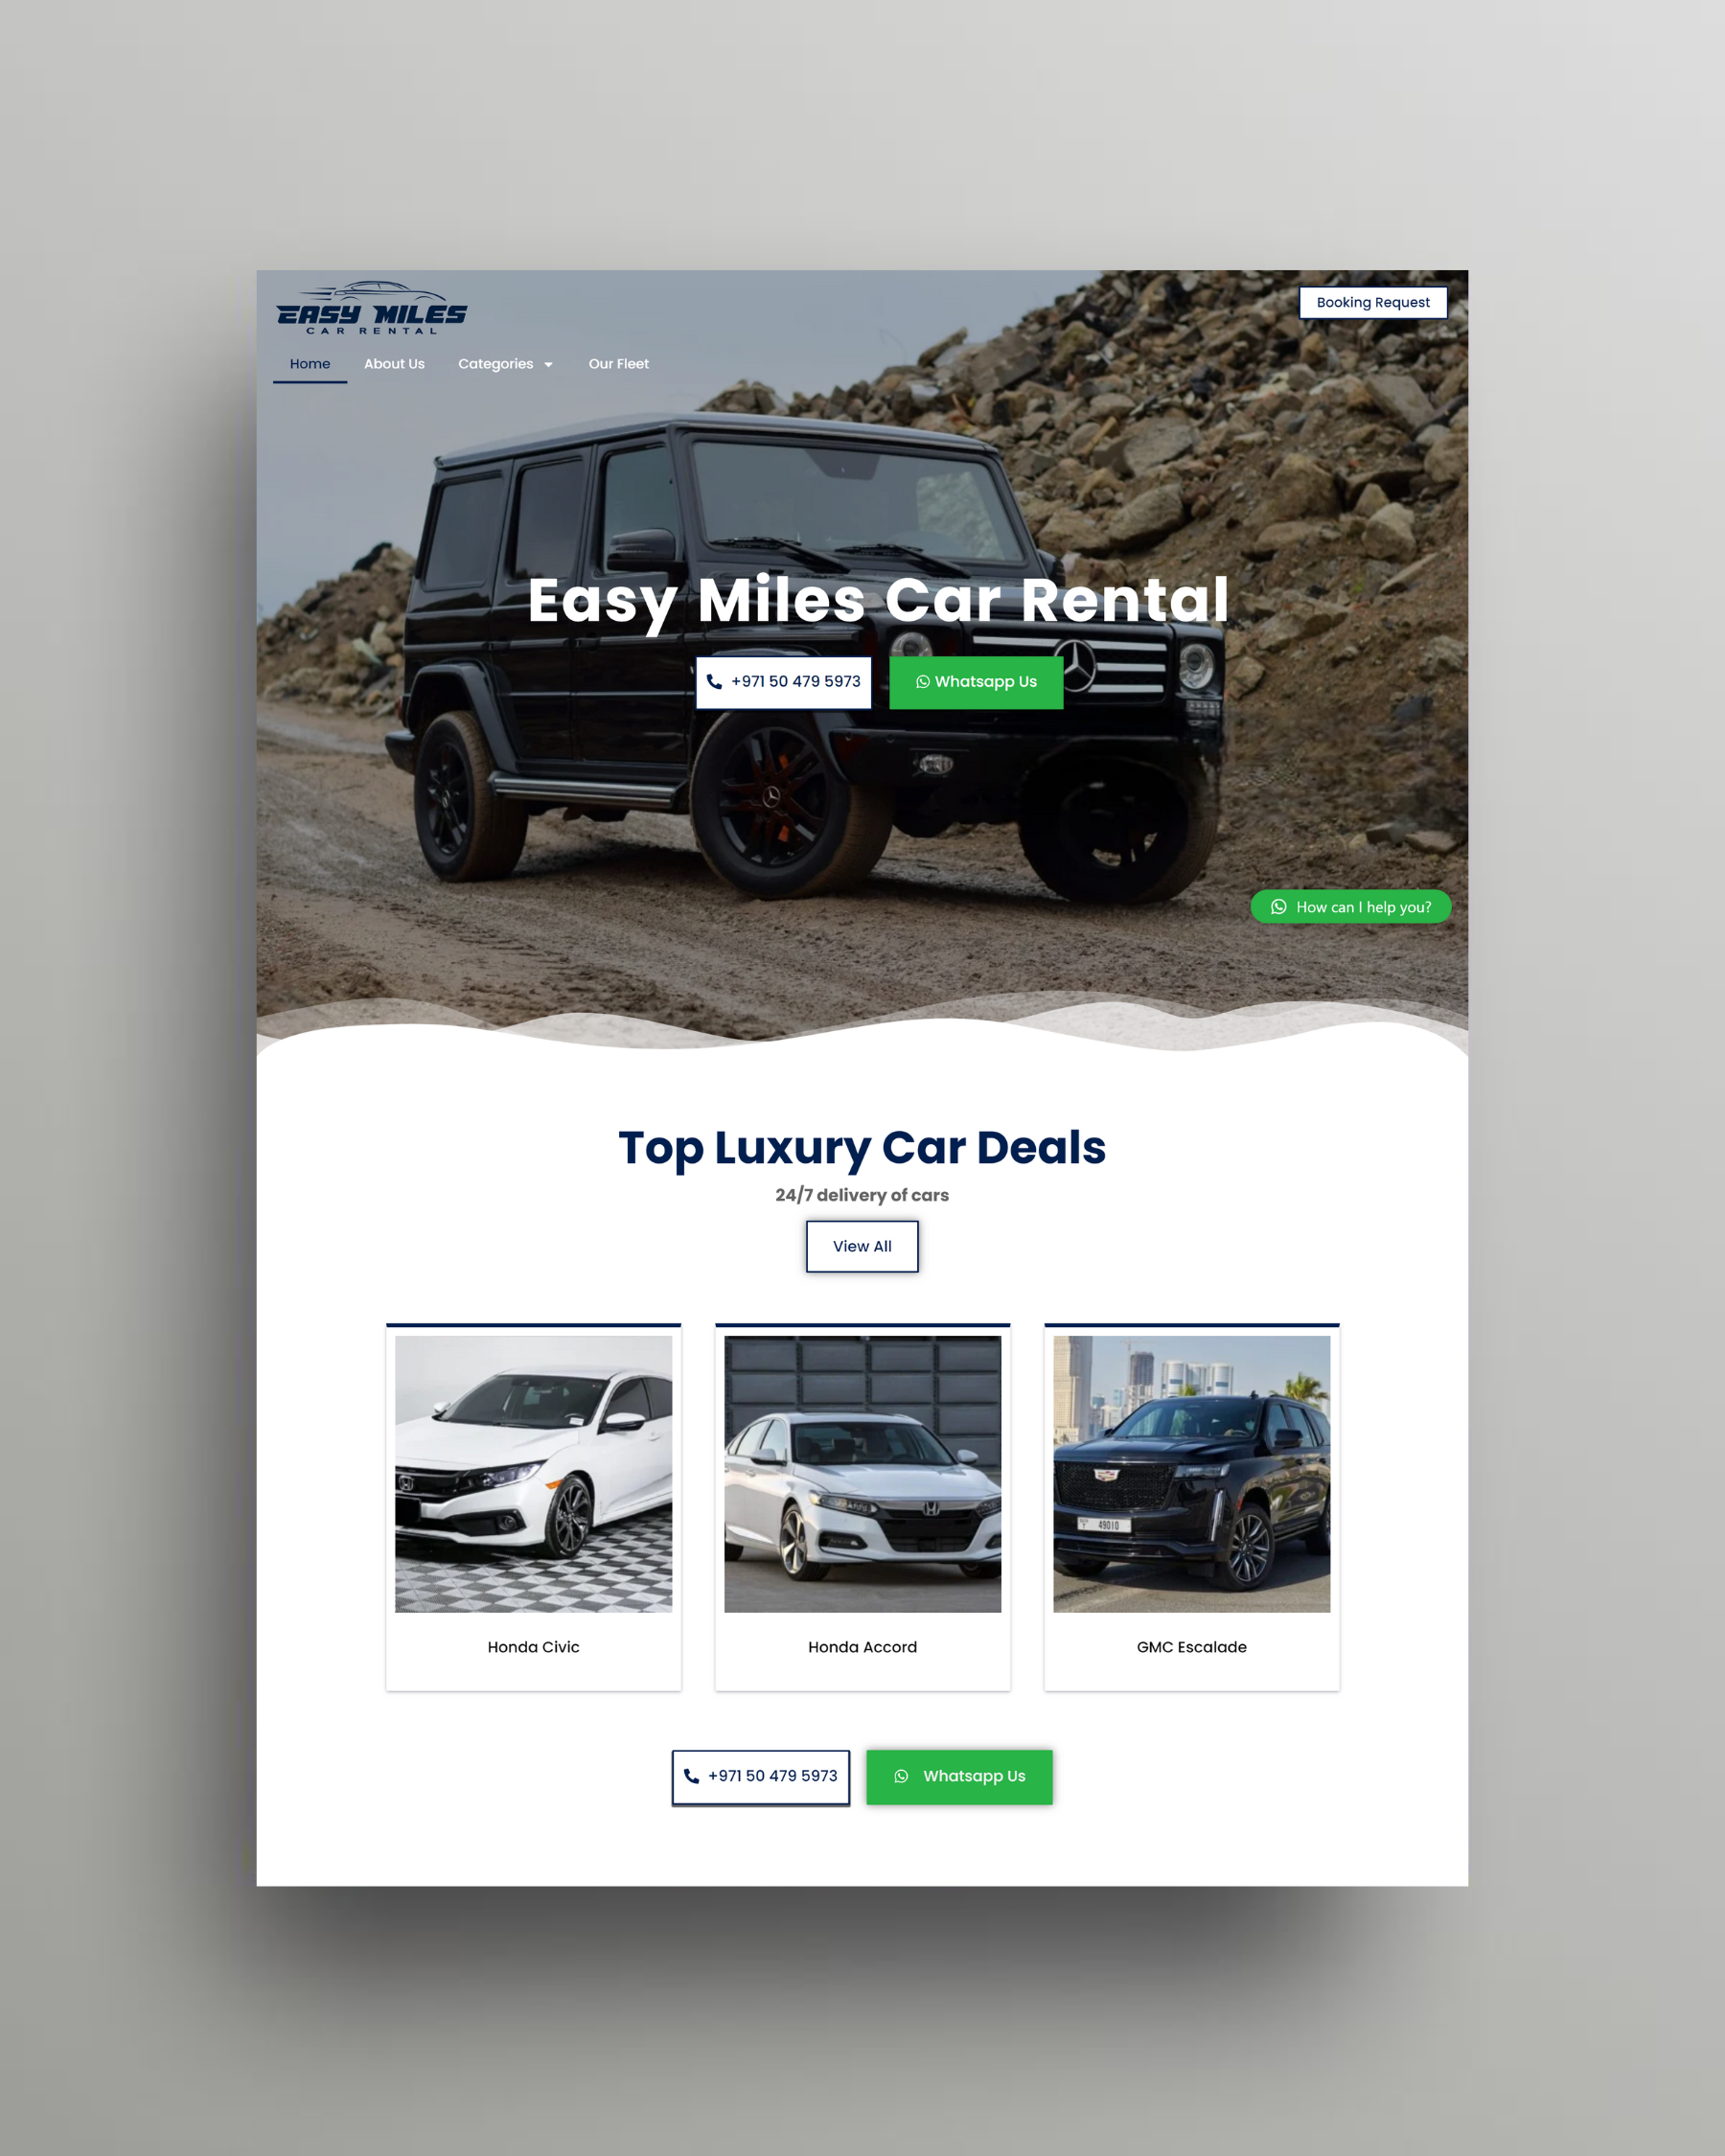 EASY MILES
CAR RENTAL
Booking Request
Home About Us Categories Our Fleet
Easy Miles Car Rental
+971 50 479 5973 Whatsapp Us
How can I help you?
Top Luxury Car Deals
24/7 delivery of cars
View All
49010
Honda Civic Honda Accord GMC Escalade
+971 50 479 5973 Whatsapp Us